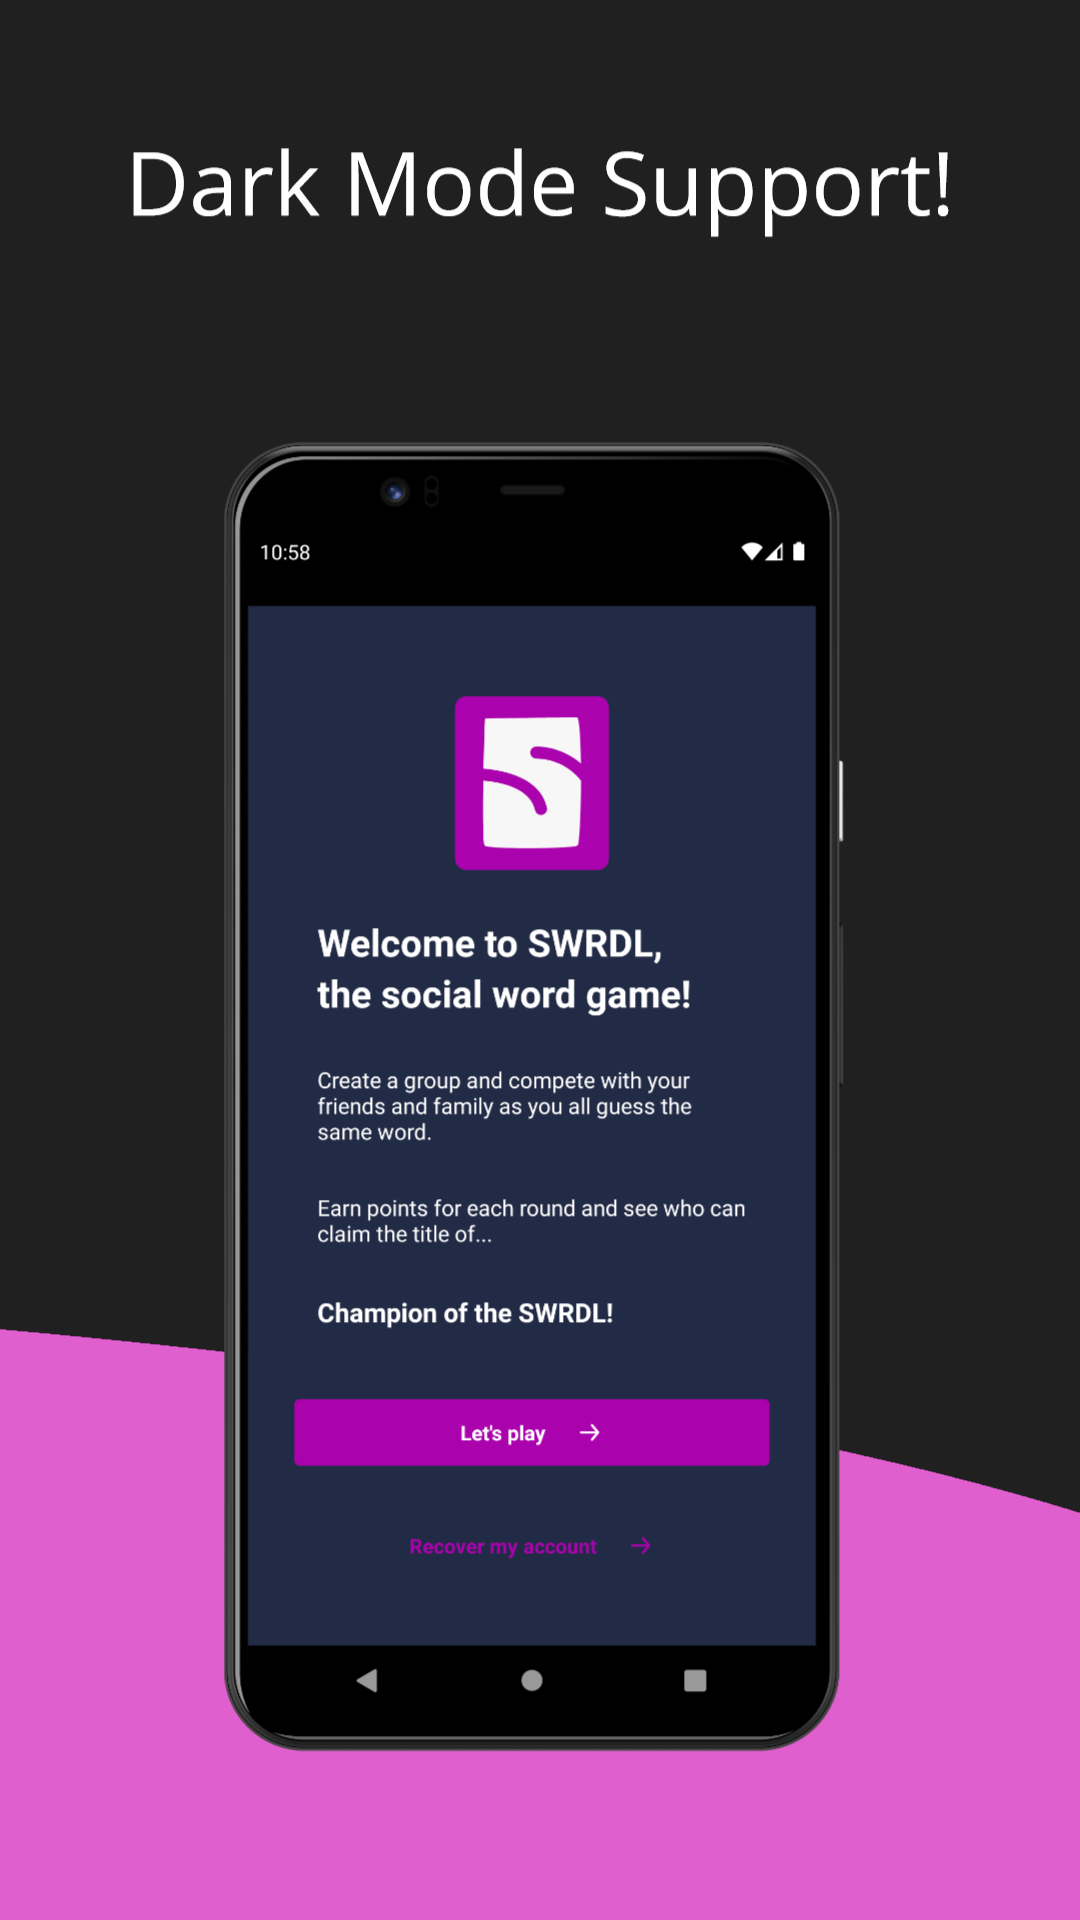 Dark Mode Support!
10:58
Welcome to SWRDL,
the social word game!
Create a group and compete with your
friends and family as you all guess the
same word.
Earn points for each round and see who can
claim the title of...
Champion of the SWRDL!
Let's play →
Recover my account →